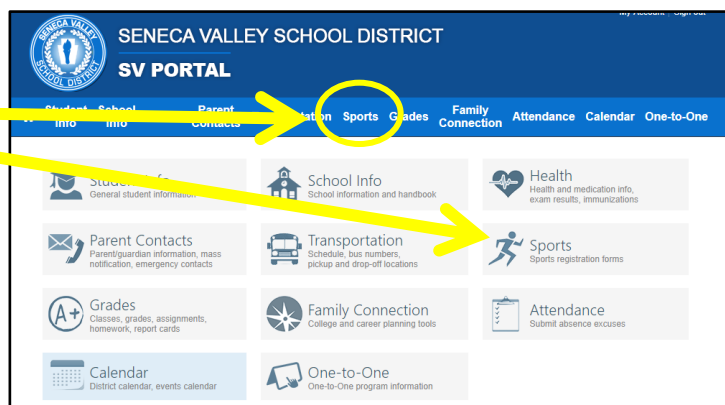 SENECA VALLEY
SCHOOL DISTRICT
SENECA VALLEY SCHOOL DISTRICT
SV PORTAL
Student Info
School Info
Parent Contacts
Sports
Grades
Family Connection
Attendance
Calendar
One-to-One
General student information
School Info
School information and handbook
Health
Health and medication info,
exam results, immunizations
Parent Contacts
Parent/guardian information, mass
notification, emergency contacts
Transportation
Schedule, bus numbers,
pickup and drop-off locations
Sports
Sports registration forms
A+
Grades
Classes, grades, assignments,
homework, report cards
Family Connection
College and career planning tools
Attendance
Submit absence excuses
Calendar
District calendar, events calendar
One-to-One
One-to-One program information